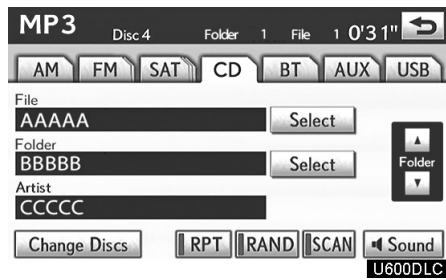 MP3 Disc 4 Folder 1 File 1 0'31"
AM FM SAT CD BT AUX USB
File
AAAAA Select
Folder
BBBBB Select
Folder
Artist
CCCCC
Change Discs RPT RAND SCAN Sound
U600DLC